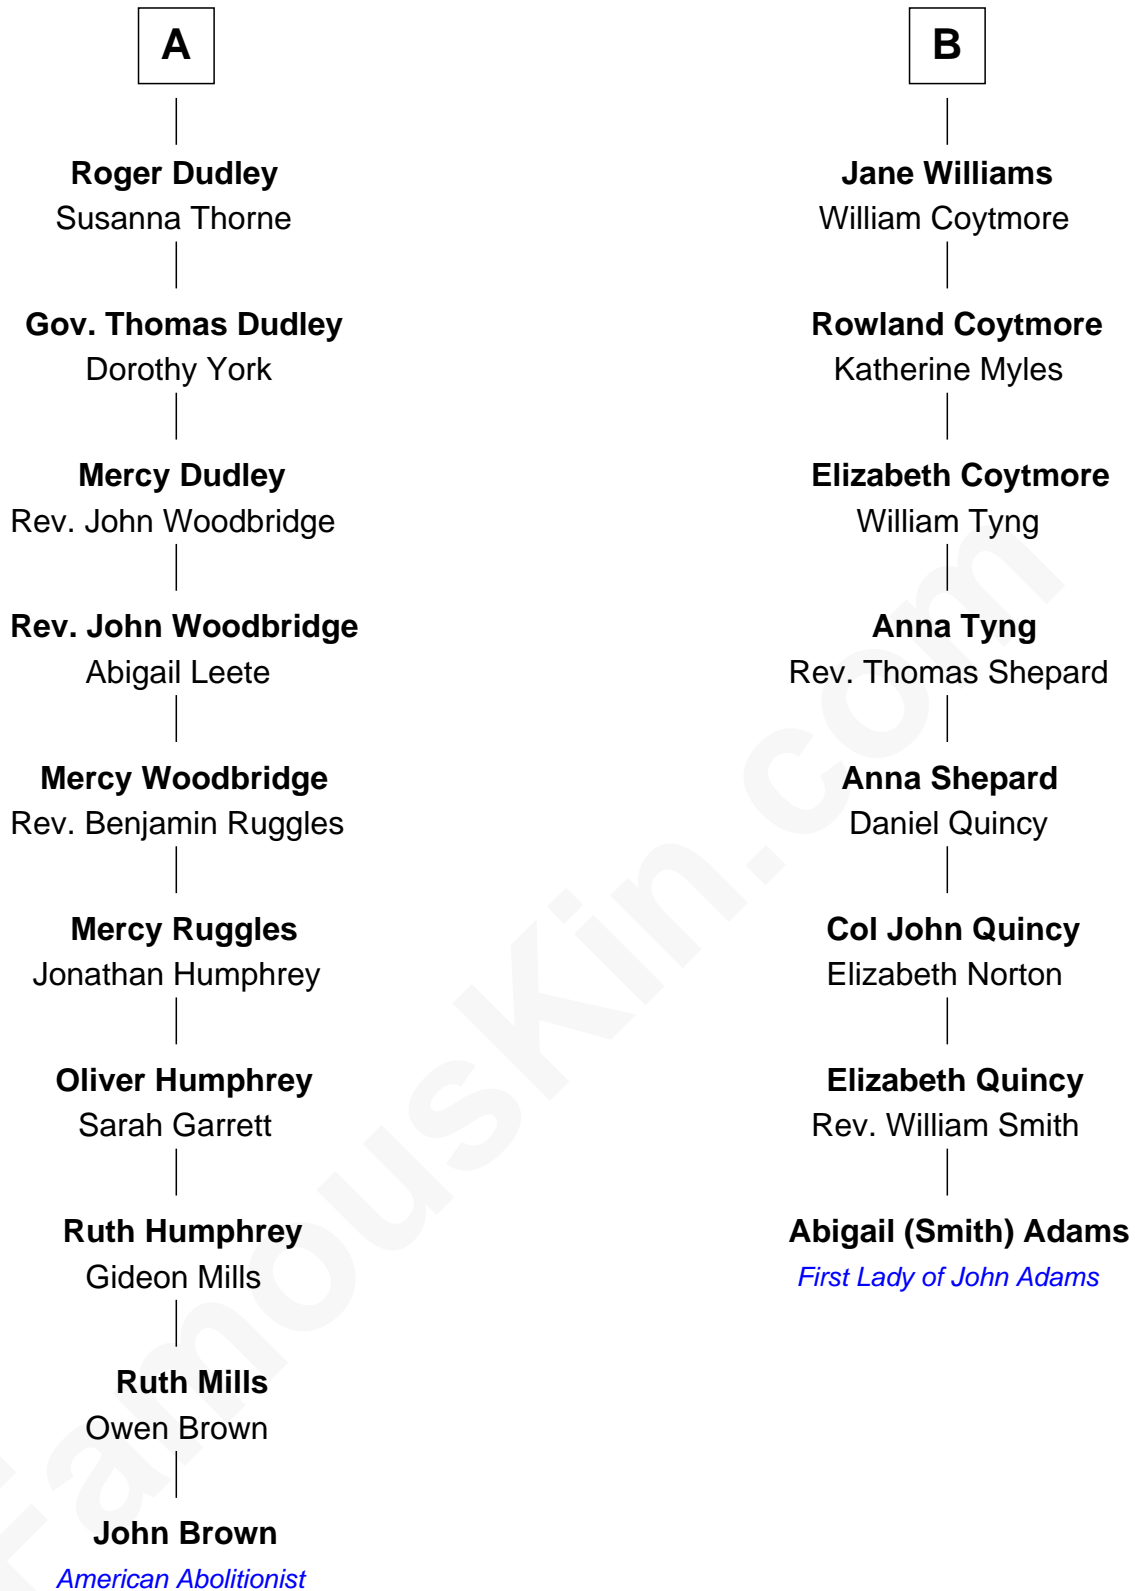 A
Roger Dudley
Susanna Thorne
Gov. Thomas Dudley
Dorothy York
Mercy Dudley
Rev. John Woodbridge
Rev. John Woodbridge
Abigail Leete
Mercy Woodbridge
Rev. Benjamin Ruggles
Mercy Ruggles
Jonathan Humphrey
Oliver Humphrey
Sarah Garrett
Ruth Humphrey
Gideon Mills
Ruth Mills
Owen Brown
John Brown
American Abolitionist
B
Jane Williams
William Coytmore
Rowland Coytmore
Katherine Myles
Elizabeth Coytmore
William Tyng
Anna Tyng
Rev. Thomas Shepard
Anna Shepard
Daniel Quincy
Col John Quincy
Elizabeth Norton
Elizabeth Quincy
Rev. William Smith
Abigail (Smith) Adams
First Lady of John Adams
FamousKin.com